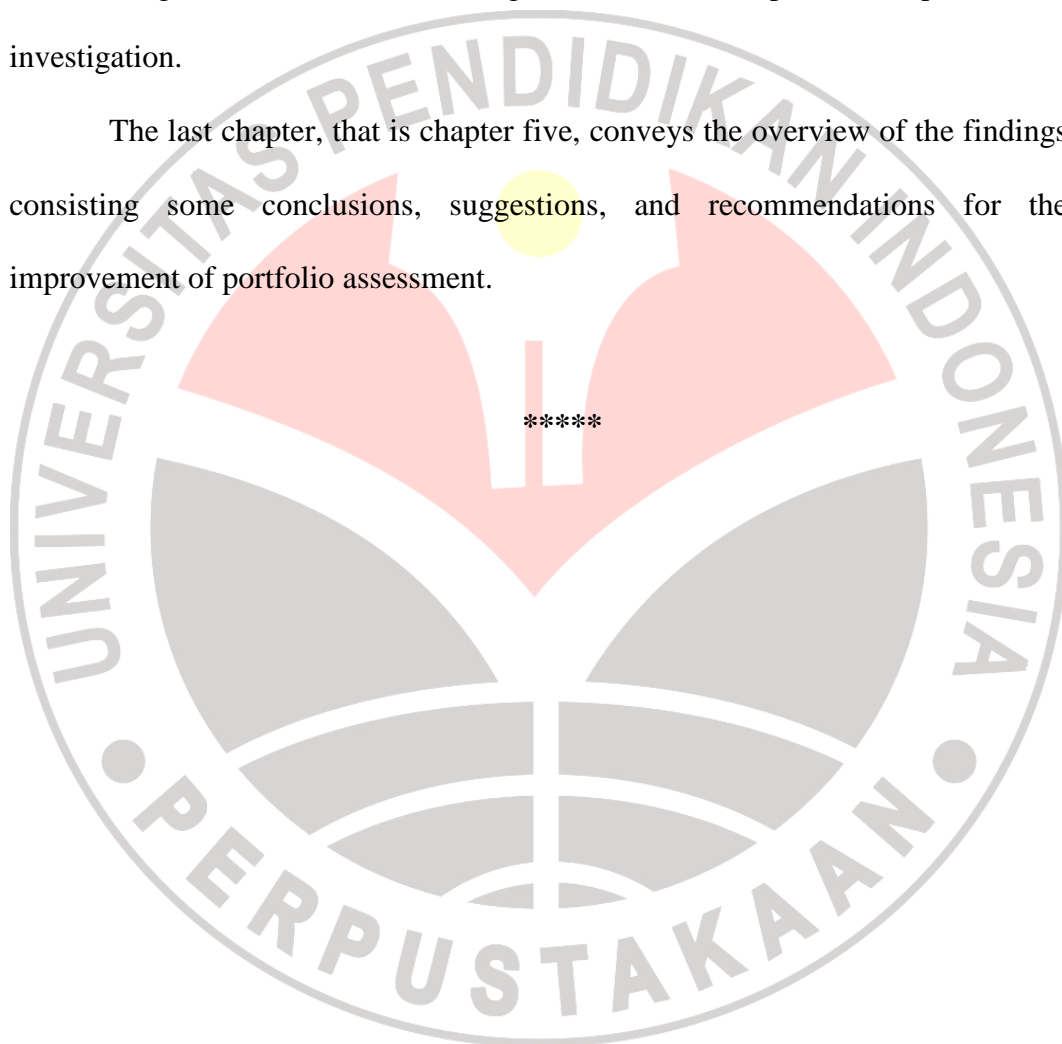 investigation.
The last chapter, that is chapter five, conveys the overview of the findings
consisting some conclusions, suggestions, and recommendations for the
improvement of portfolio assessment.
*****
UNIVERSITAS PENDIDIKAN INDONESIA
PERPUSTAKAAN